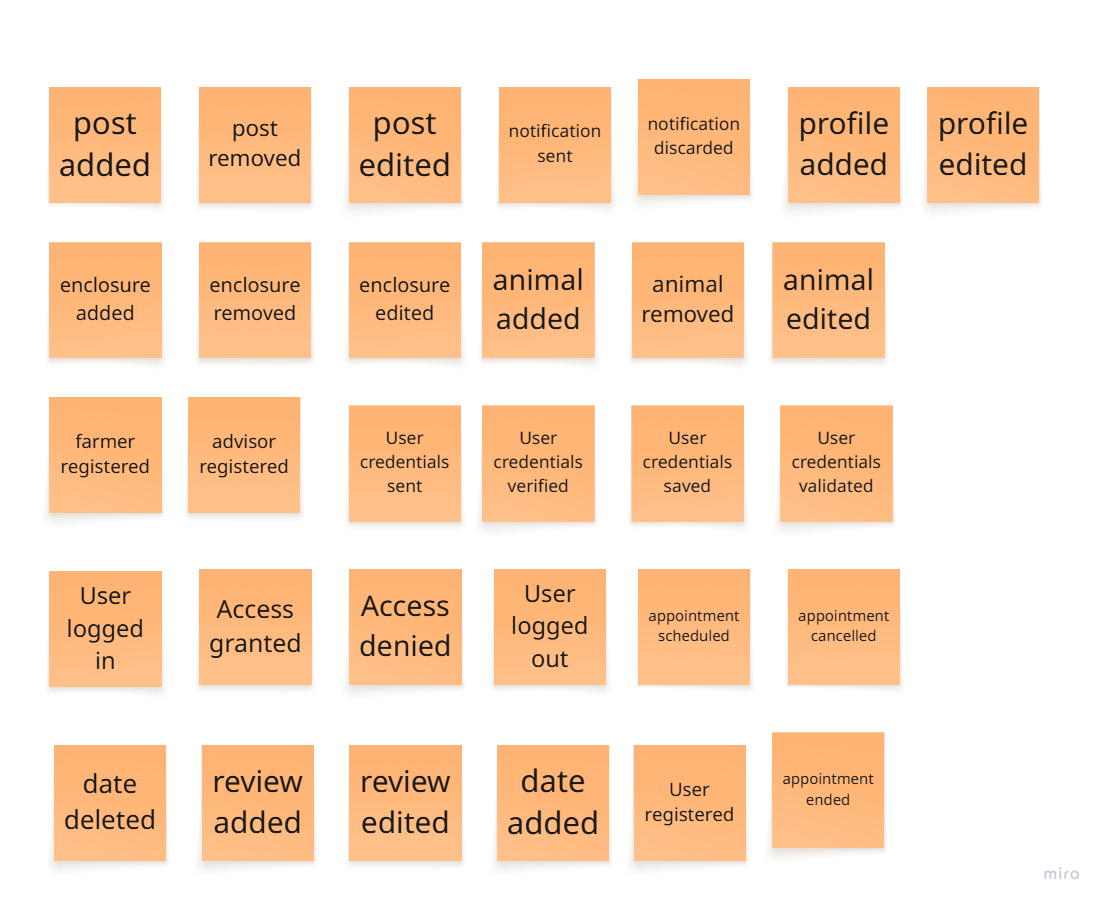 post
added
post
removed
post
edited
notification
sent
notification
discarded
profile
added
profile
edited
enclosure
added
enclosure
removed
enclosure
edited
animal
added
animal
removed
animal
edited
farmer
registered
advisor
registered
User
credentials
sent
User
credentials
verified
User
credentials
saved
User
credentials
validated
User
logged
in
Access
granted
Access
denied
User
logged
out
appointment
scheduled
appointment
cancelled
date
deleted
review
added
review
edited
date
added
User
registered
appointment
ended
miro